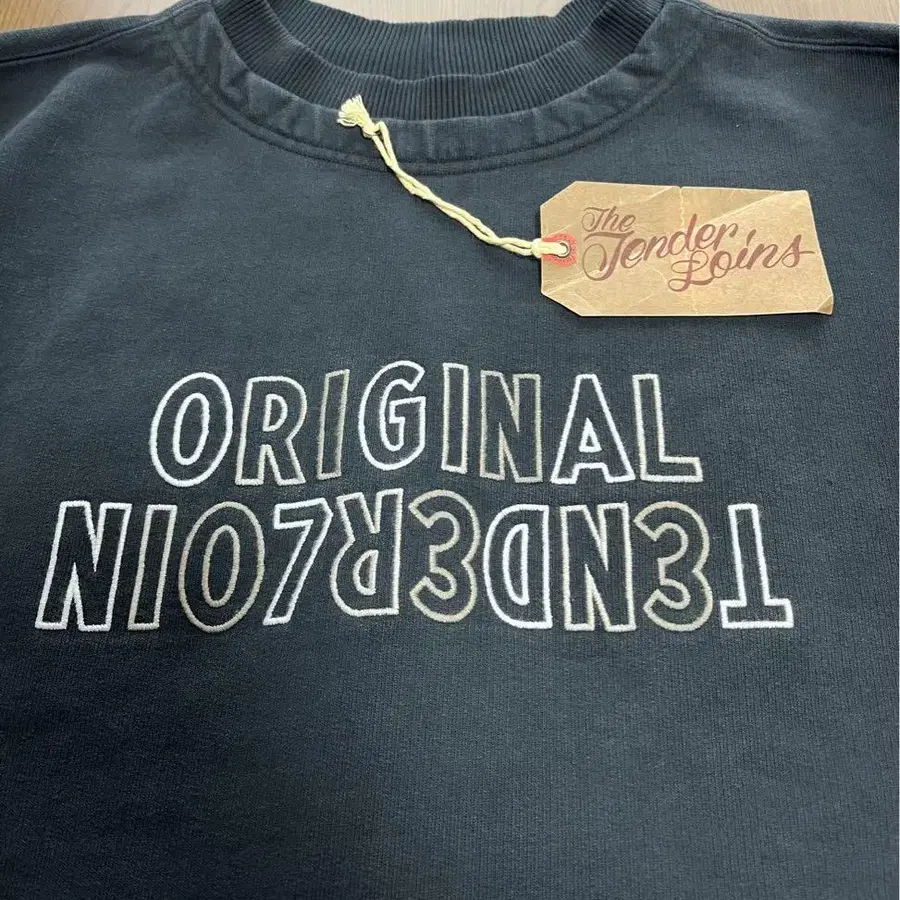 The
Tender
Loins
ORIGINAL
TENDERLOIN